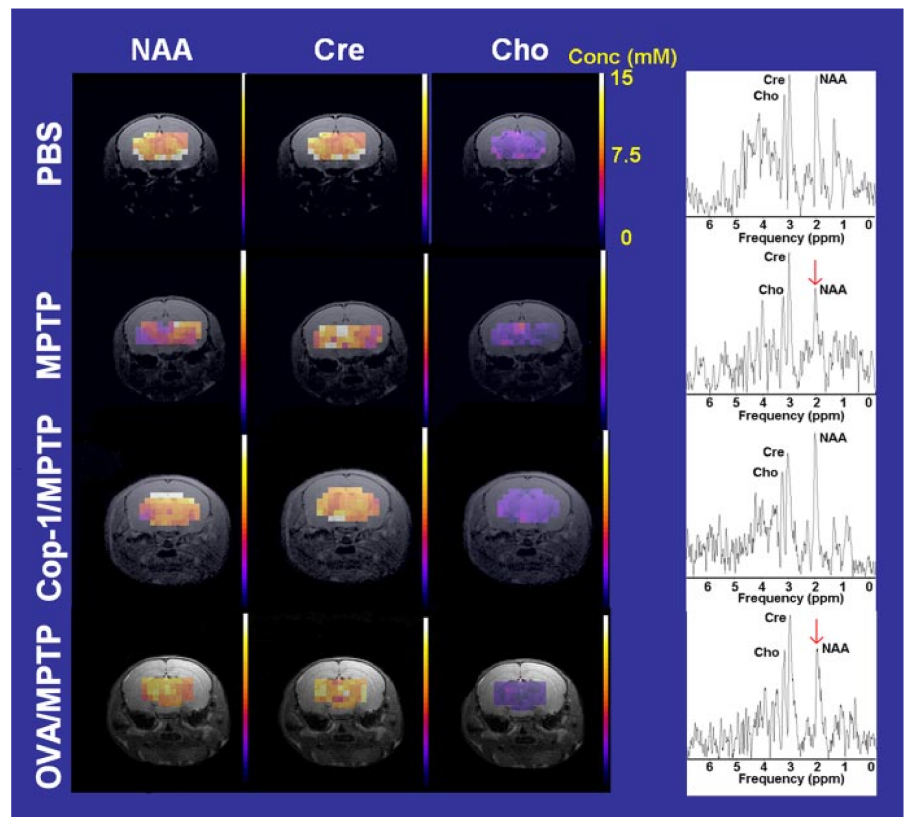 NAA Cre Cho Conc (mM)
15
7.5
0
PBS
MPTP
Cop-1/MPTP
OVA/MPTP
Cre NAA
Cho
6 5 4 3 2 1 0
Frequency (ppm)
Cre
Cho NAA
6 5 4 3 2 1 0
Frequency (ppm)
NAA
Cre
Cho
6 5 4 3 2 1 0
Frequency (ppm)
Cre
Cho NAA
6 5 4 3 2 1 0
Frequency (ppm)